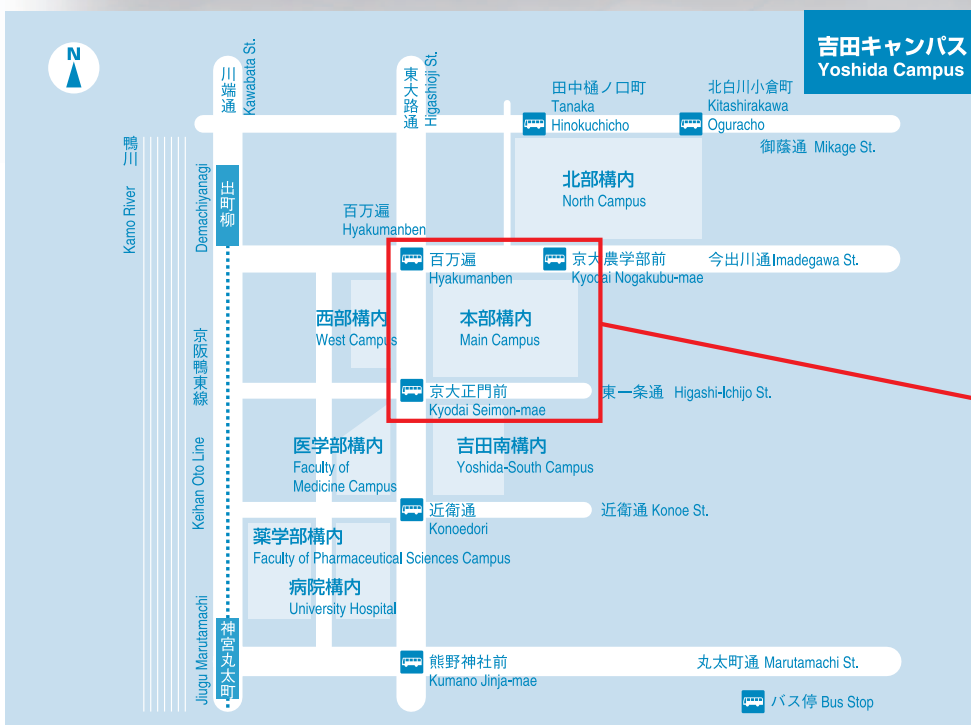 吉田キャンパス
Yoshida Campus
N
川端通
Kawabata St.
東大路通
Higashioji St.
田中樋ノ口町
Tanaka
Hinokuchicho
北白川小倉町
Kitashirakawa
Oguracho
御蔭通 Mikage St.
鴨川
Kamo River
出町柳
Demachiyanagi
北部構内
North Campus
百万遍
Hyakumanben
百万遍
Hyakumanben
京大農学部前
Kyodai Nogakubu-mae
今出川通 Imadegawa St.
西部構内
West Campus
本部構内
Main Campus
京阪鴨東線
Keihan Oto Line
京大正門前
Kyodai Seimon-mae
東一条通 Higashi-Ichijo St.
医学部構内
Faculty of
Medicine Campus
吉田南構内
Yoshida-South Campus
近衛通
Konoedori
近衛通 Konoe St.
薬学部構内
Faculty of Pharmaceutical Sciences Campus
病院構内
University Hospital
神宮丸太町
Jiugu Marutamachi
熊野神社前
Kumano Jinja-mae
丸太町通 Marutamachi St.
バス停 Bus Stop